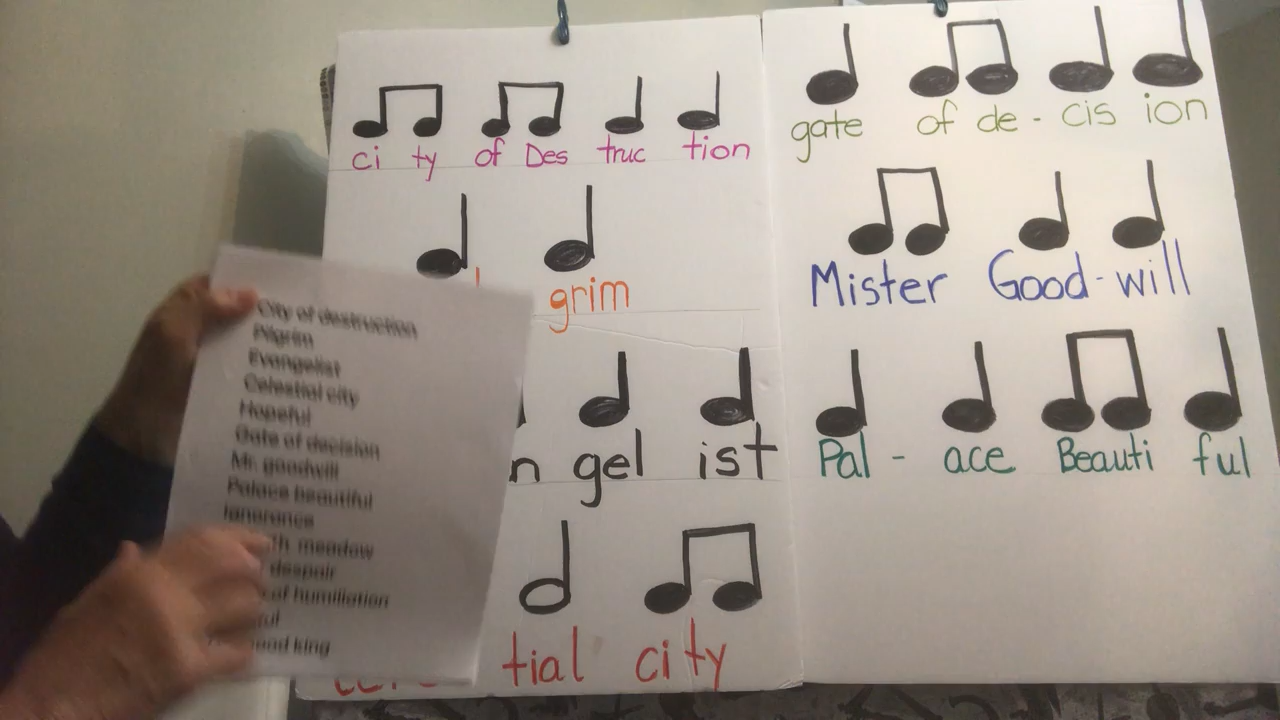 ci ty of Des truc tion
grim
n gel ist
tial ci ty
gate of de - cis ion
Mister Good - will
Pal - ace Beauti ful
City of destruction
Pilgrim
Evangelist
Celestial city
Hopeful
Gate of decision
Mr. goodwill
Palace beautiful
Ignorance
meadow
despair
of humiliation
king